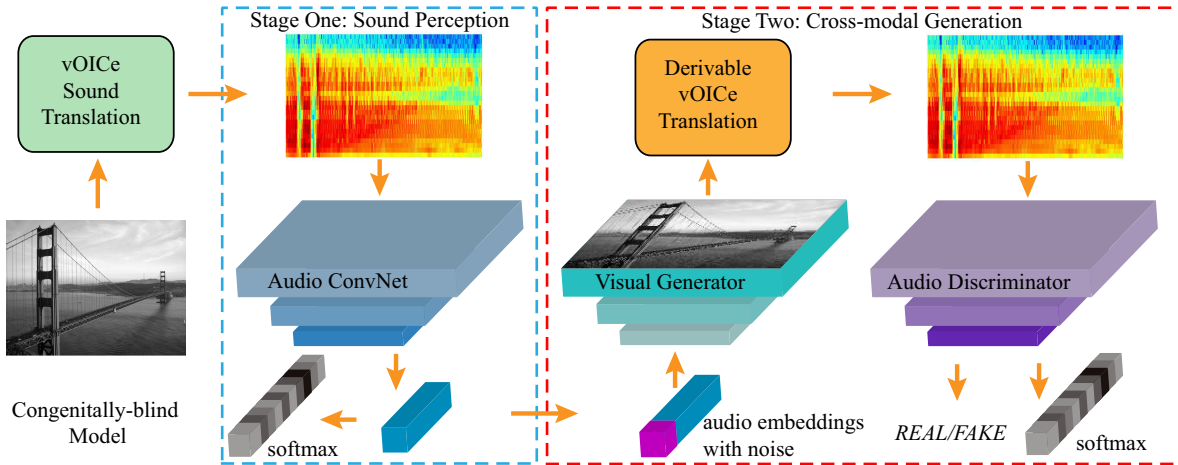 Stage One: Sound Perception
Stage Two: Cross-modal Generation
vOICe
Sound
Translation
Derivable
vOICe
Translation
Audio ConvNet
Visual Generator
Audio Discriminator
Congenitally-blind
Model
softmax
audio embeddings
with noise
REAL/FAKE
softmax